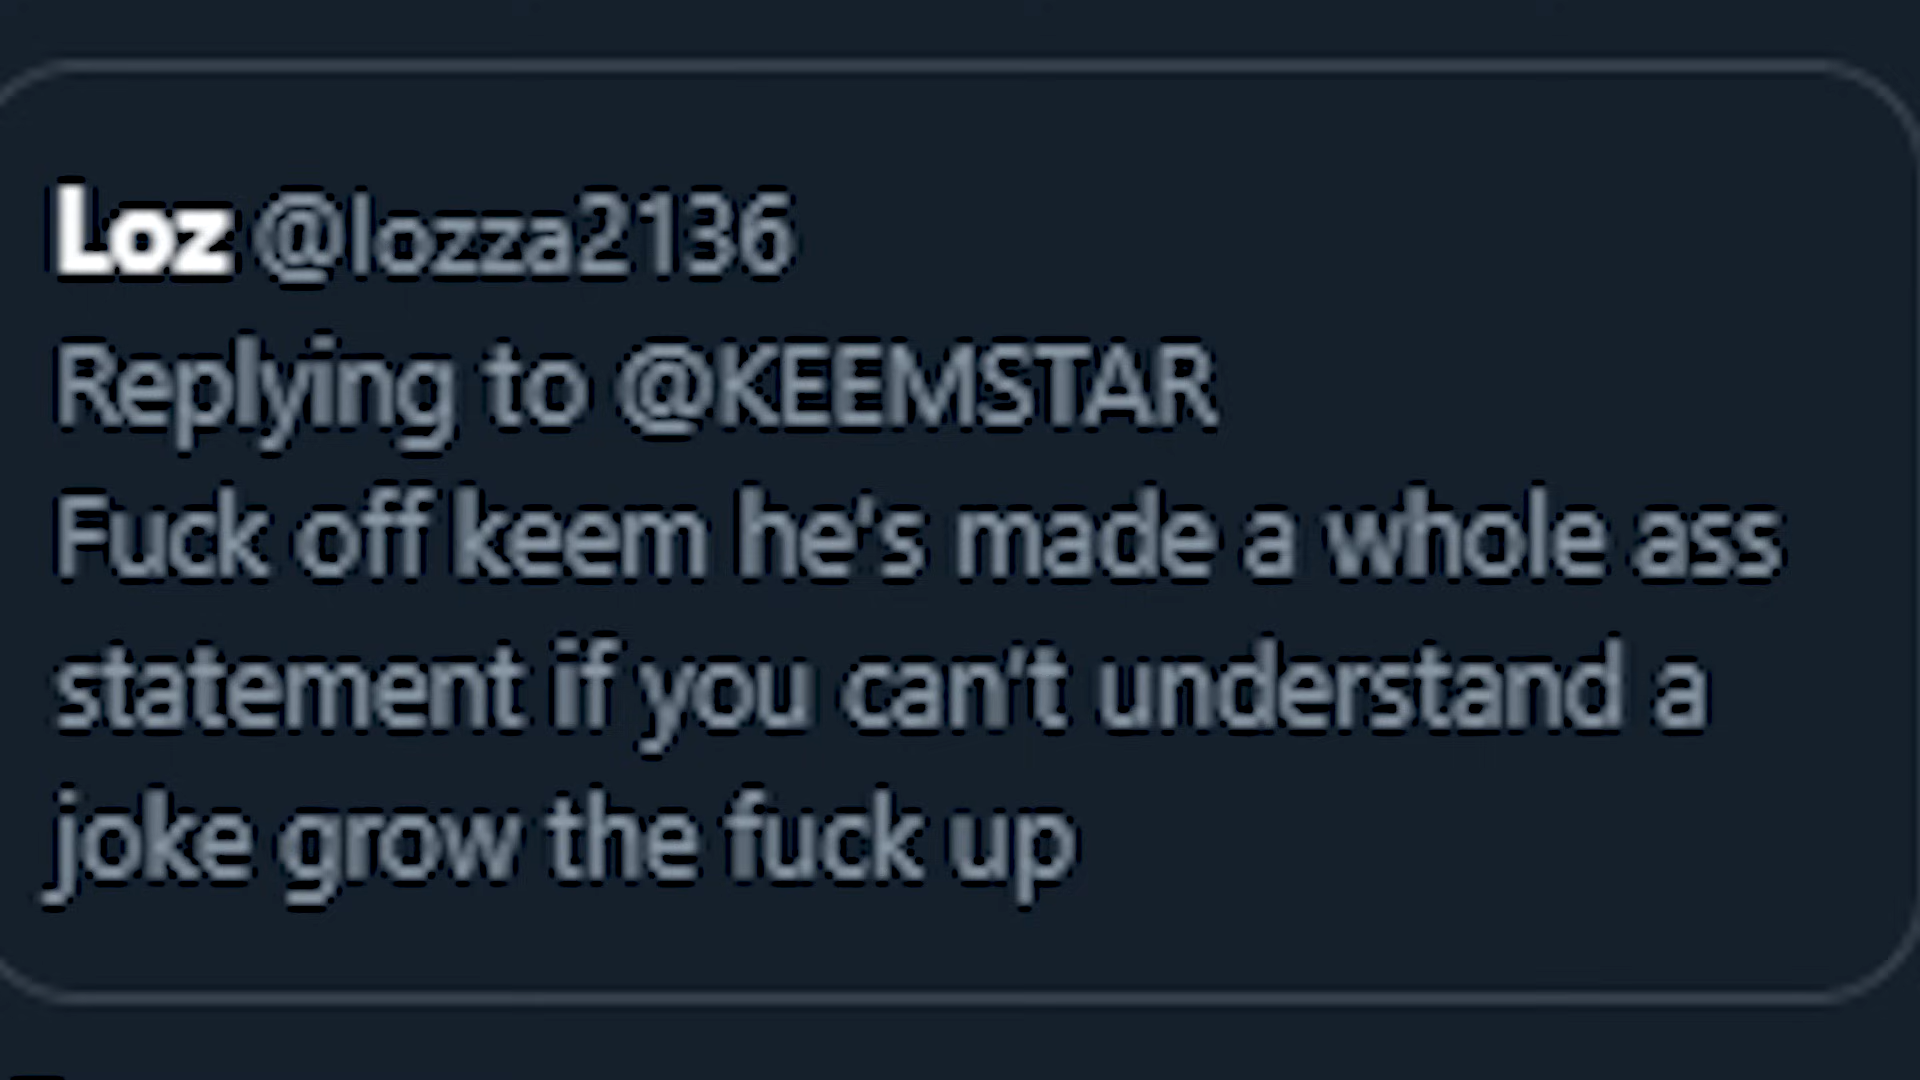 Loz @lozza2136
Replying to @KEEMSTAR
Fuck off keem he's made a whole ass
statement if you can't understand a
joke grow the fuck up